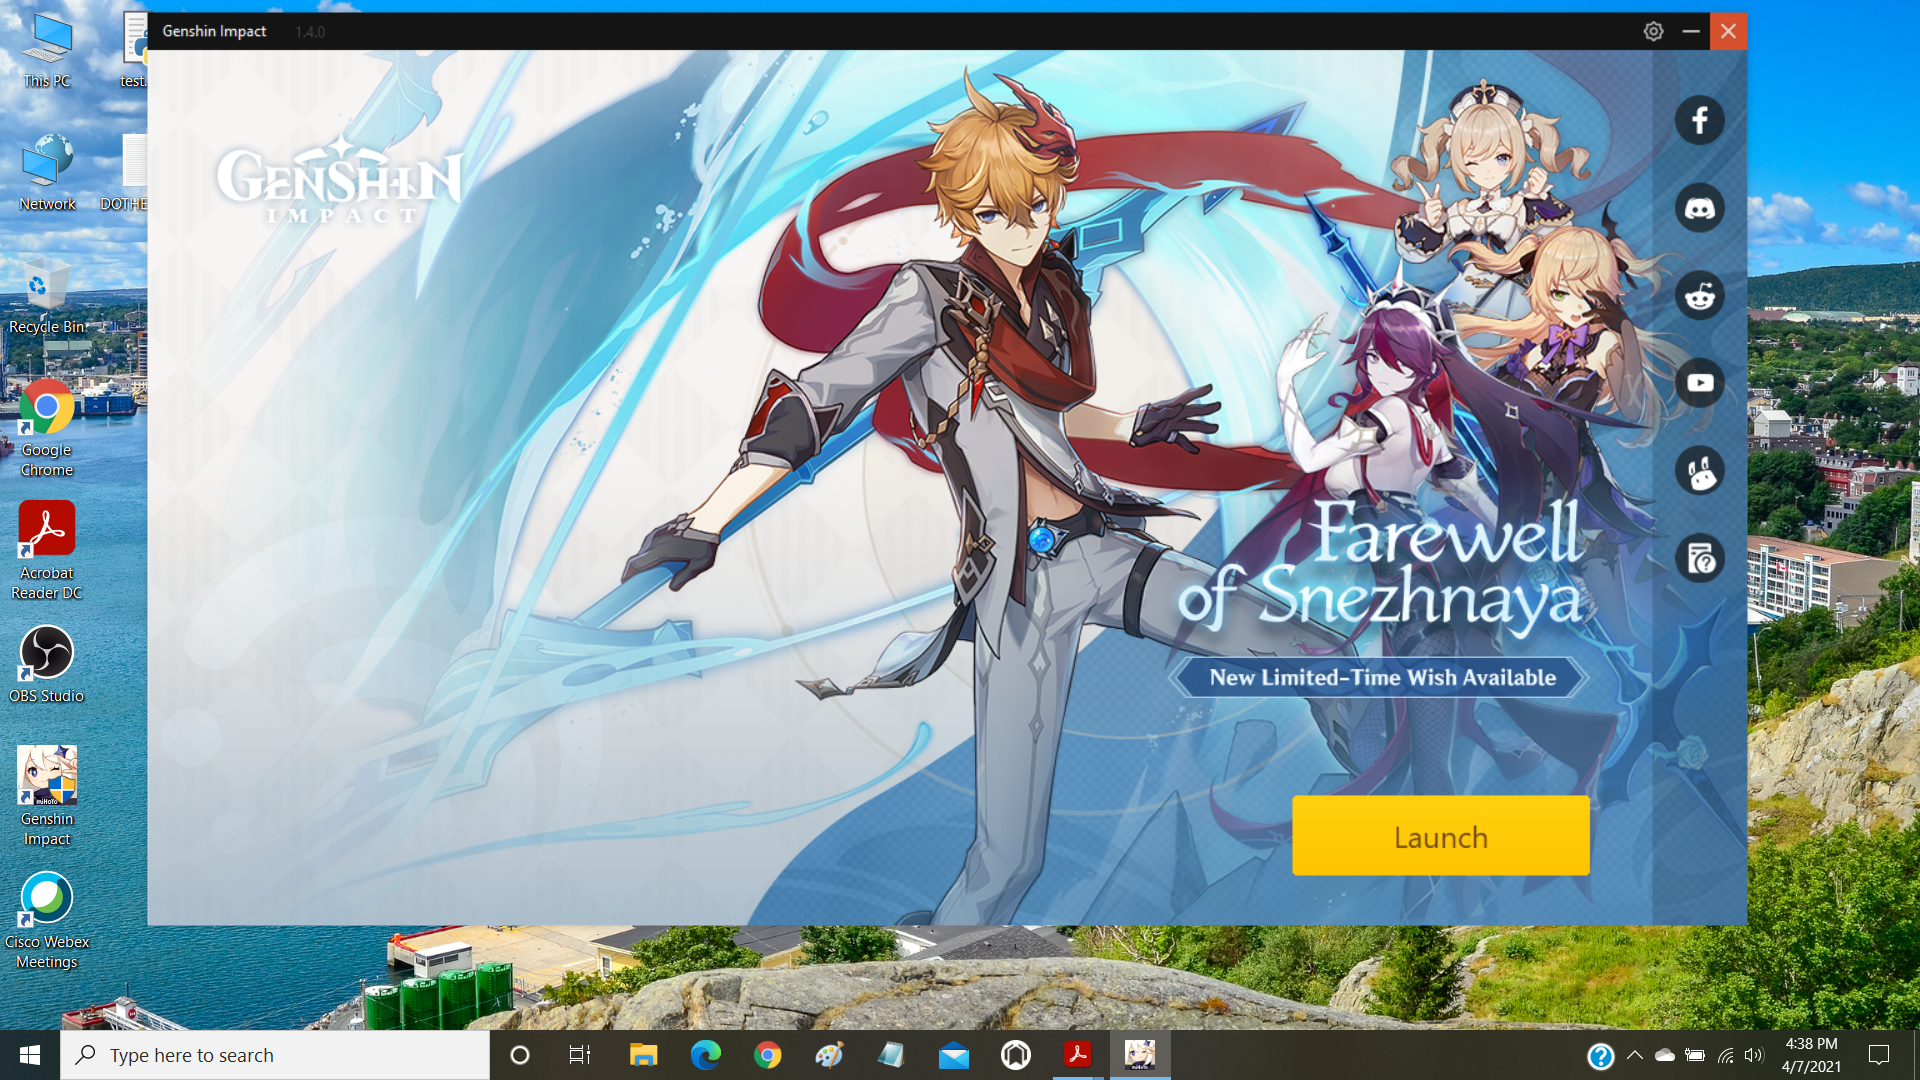 Genshin Impact 1.4.0
This PC
test.
Network
DOTHE
Recycle Bin
Google
Chrome
Acrobat
Reader DC
OBS Studio
Genshin
Impact
Cisco Webex
Meetings
GENSHIN
IMPACT
Farewell
of Snezhnaya
New Limited-Time Wish Available
Launch
Type here to search
miHoYo
miHoYo
4:38 PM
4/7/2021